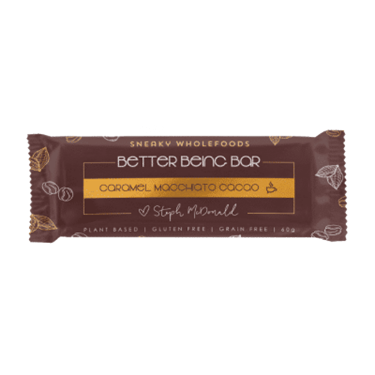 SNEAKY WHOLEFOODS
BETTER BEING BAR
CARAMEL MACCHIATO CACAO
Steph McDonald
PLANT BASED | GLUTEN FREE | GRAIN FREE | 40g